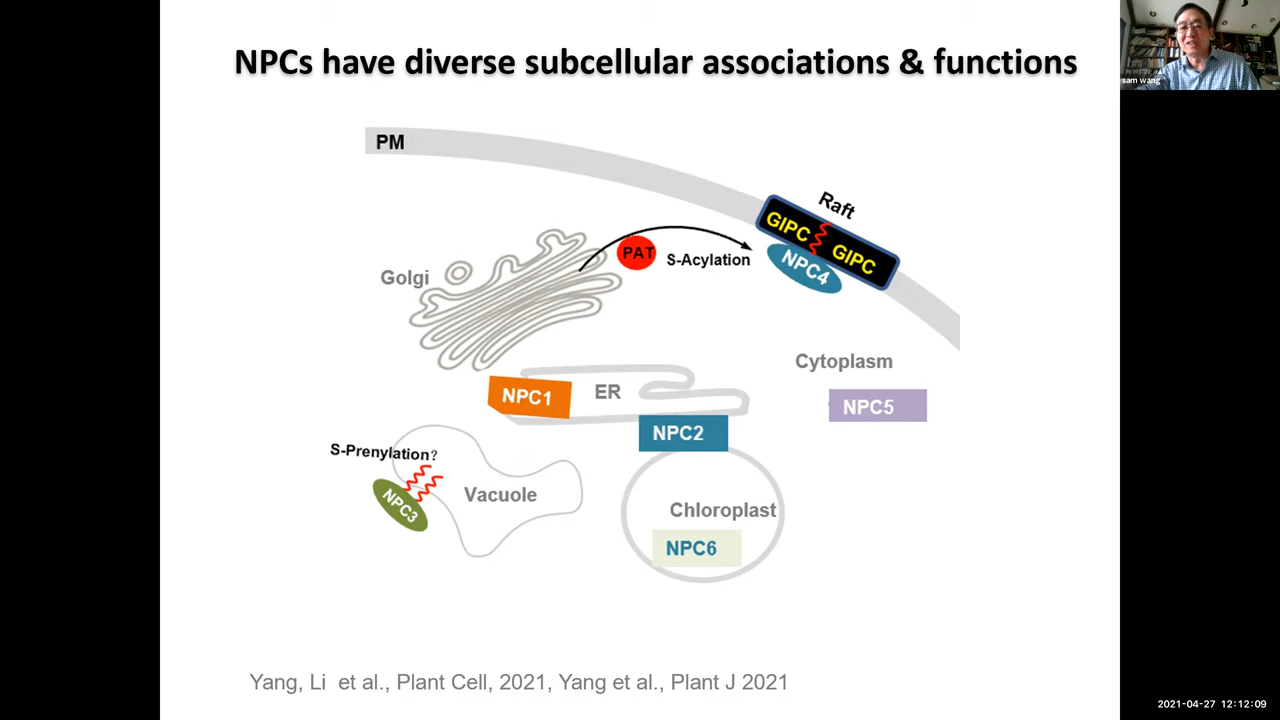 NPCs have diverse subcellular associations & functions
sam wang
PM
Raft
GIPC
GIPC
NPC4
PAT
S-Acylation
Golgi
Cytoplasm
NPC5
NPC1
ER
NPC2
S-Prenylation?
NPC3
Vacuole
Chloroplast
NPC6
Yang, Li et al., Plant Cell, 2021, Yang et al., Plant J 2021
2021-04-27 12:12:09